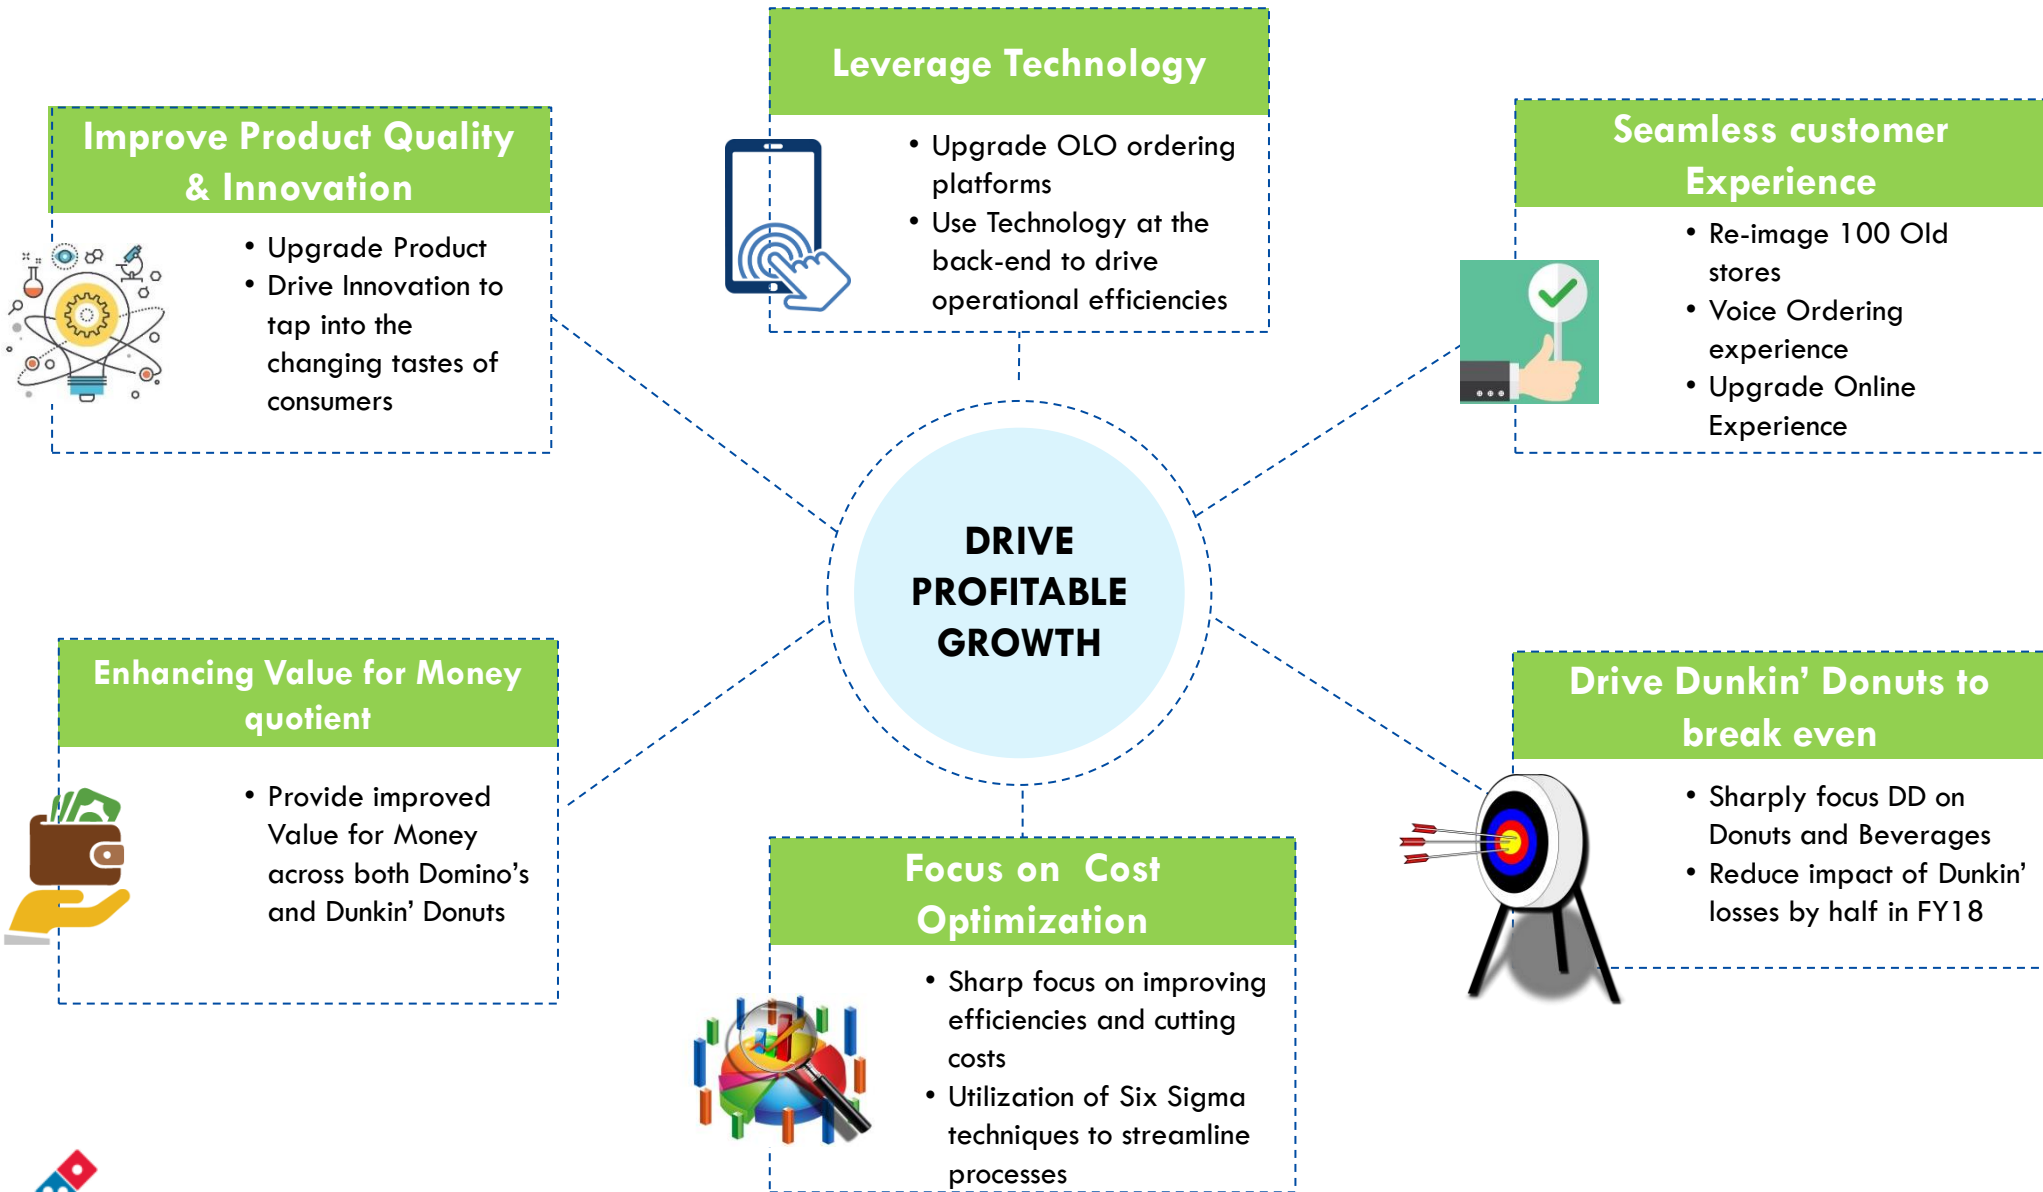 Leverage Technology
• Upgrade OLO ordering
platforms
• Use Technology at the
back-end to drive
operational efficiencies
Improve Product Quality
& Innovation
• Upgrade Product
• Drive Innovation to
tap into the
changing tastes of
consumers
Seamless customer
Experience
• Re-image 100 Old
stores
• Voice Ordering
experience
• Upgrade Online
Experience
DRIVE
PROFITABLE
GROWTH
Enhancing Value for Money
quotient
• Provide improved
Value for Money
across both Domino’s
and Dunkin’ Donuts
Focus on  Cost
Optimization
• Sharp focus on improving
efficiencies and cutting
costs
• Utilization of Six Sigma
techniques to streamline
processes
Drive Dunkin’ Donuts to
break even
• Sharply focus DD on
Donuts and Beverages
• Reduce impact of Dunkin’
losses by half in FY18